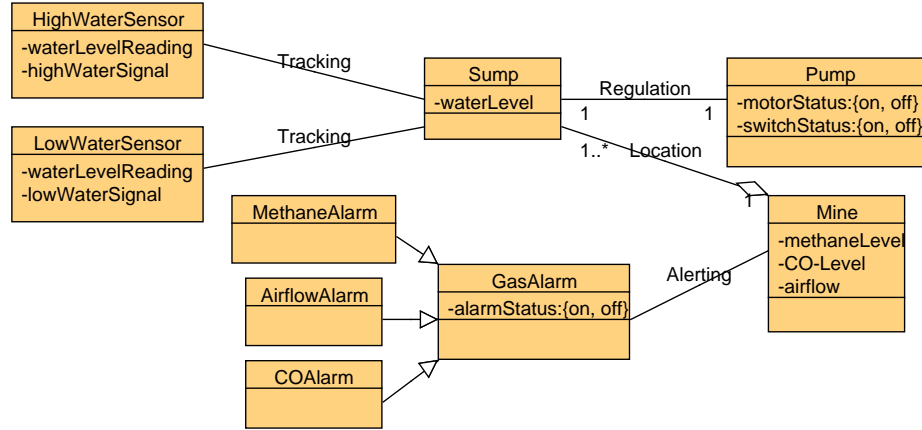 HighWaterSensor
-waterLevelReading
-highWaterSignal
Tracking
Sump
-waterLevel
Regulation
1
1
Pump
-motorStatus:{on, off}
-switchStatus:{on, off}
LowWaterSensor
-waterLevelReading
-lowWaterSignal
Tracking
1..*
Location
1
Mine
-methaneLevel
-CO-Level
-airflow
MethaneAlarm
AirflowAlarm
COAlarm
GasAlarm
-alarmStatus:{on, off}
Alerting